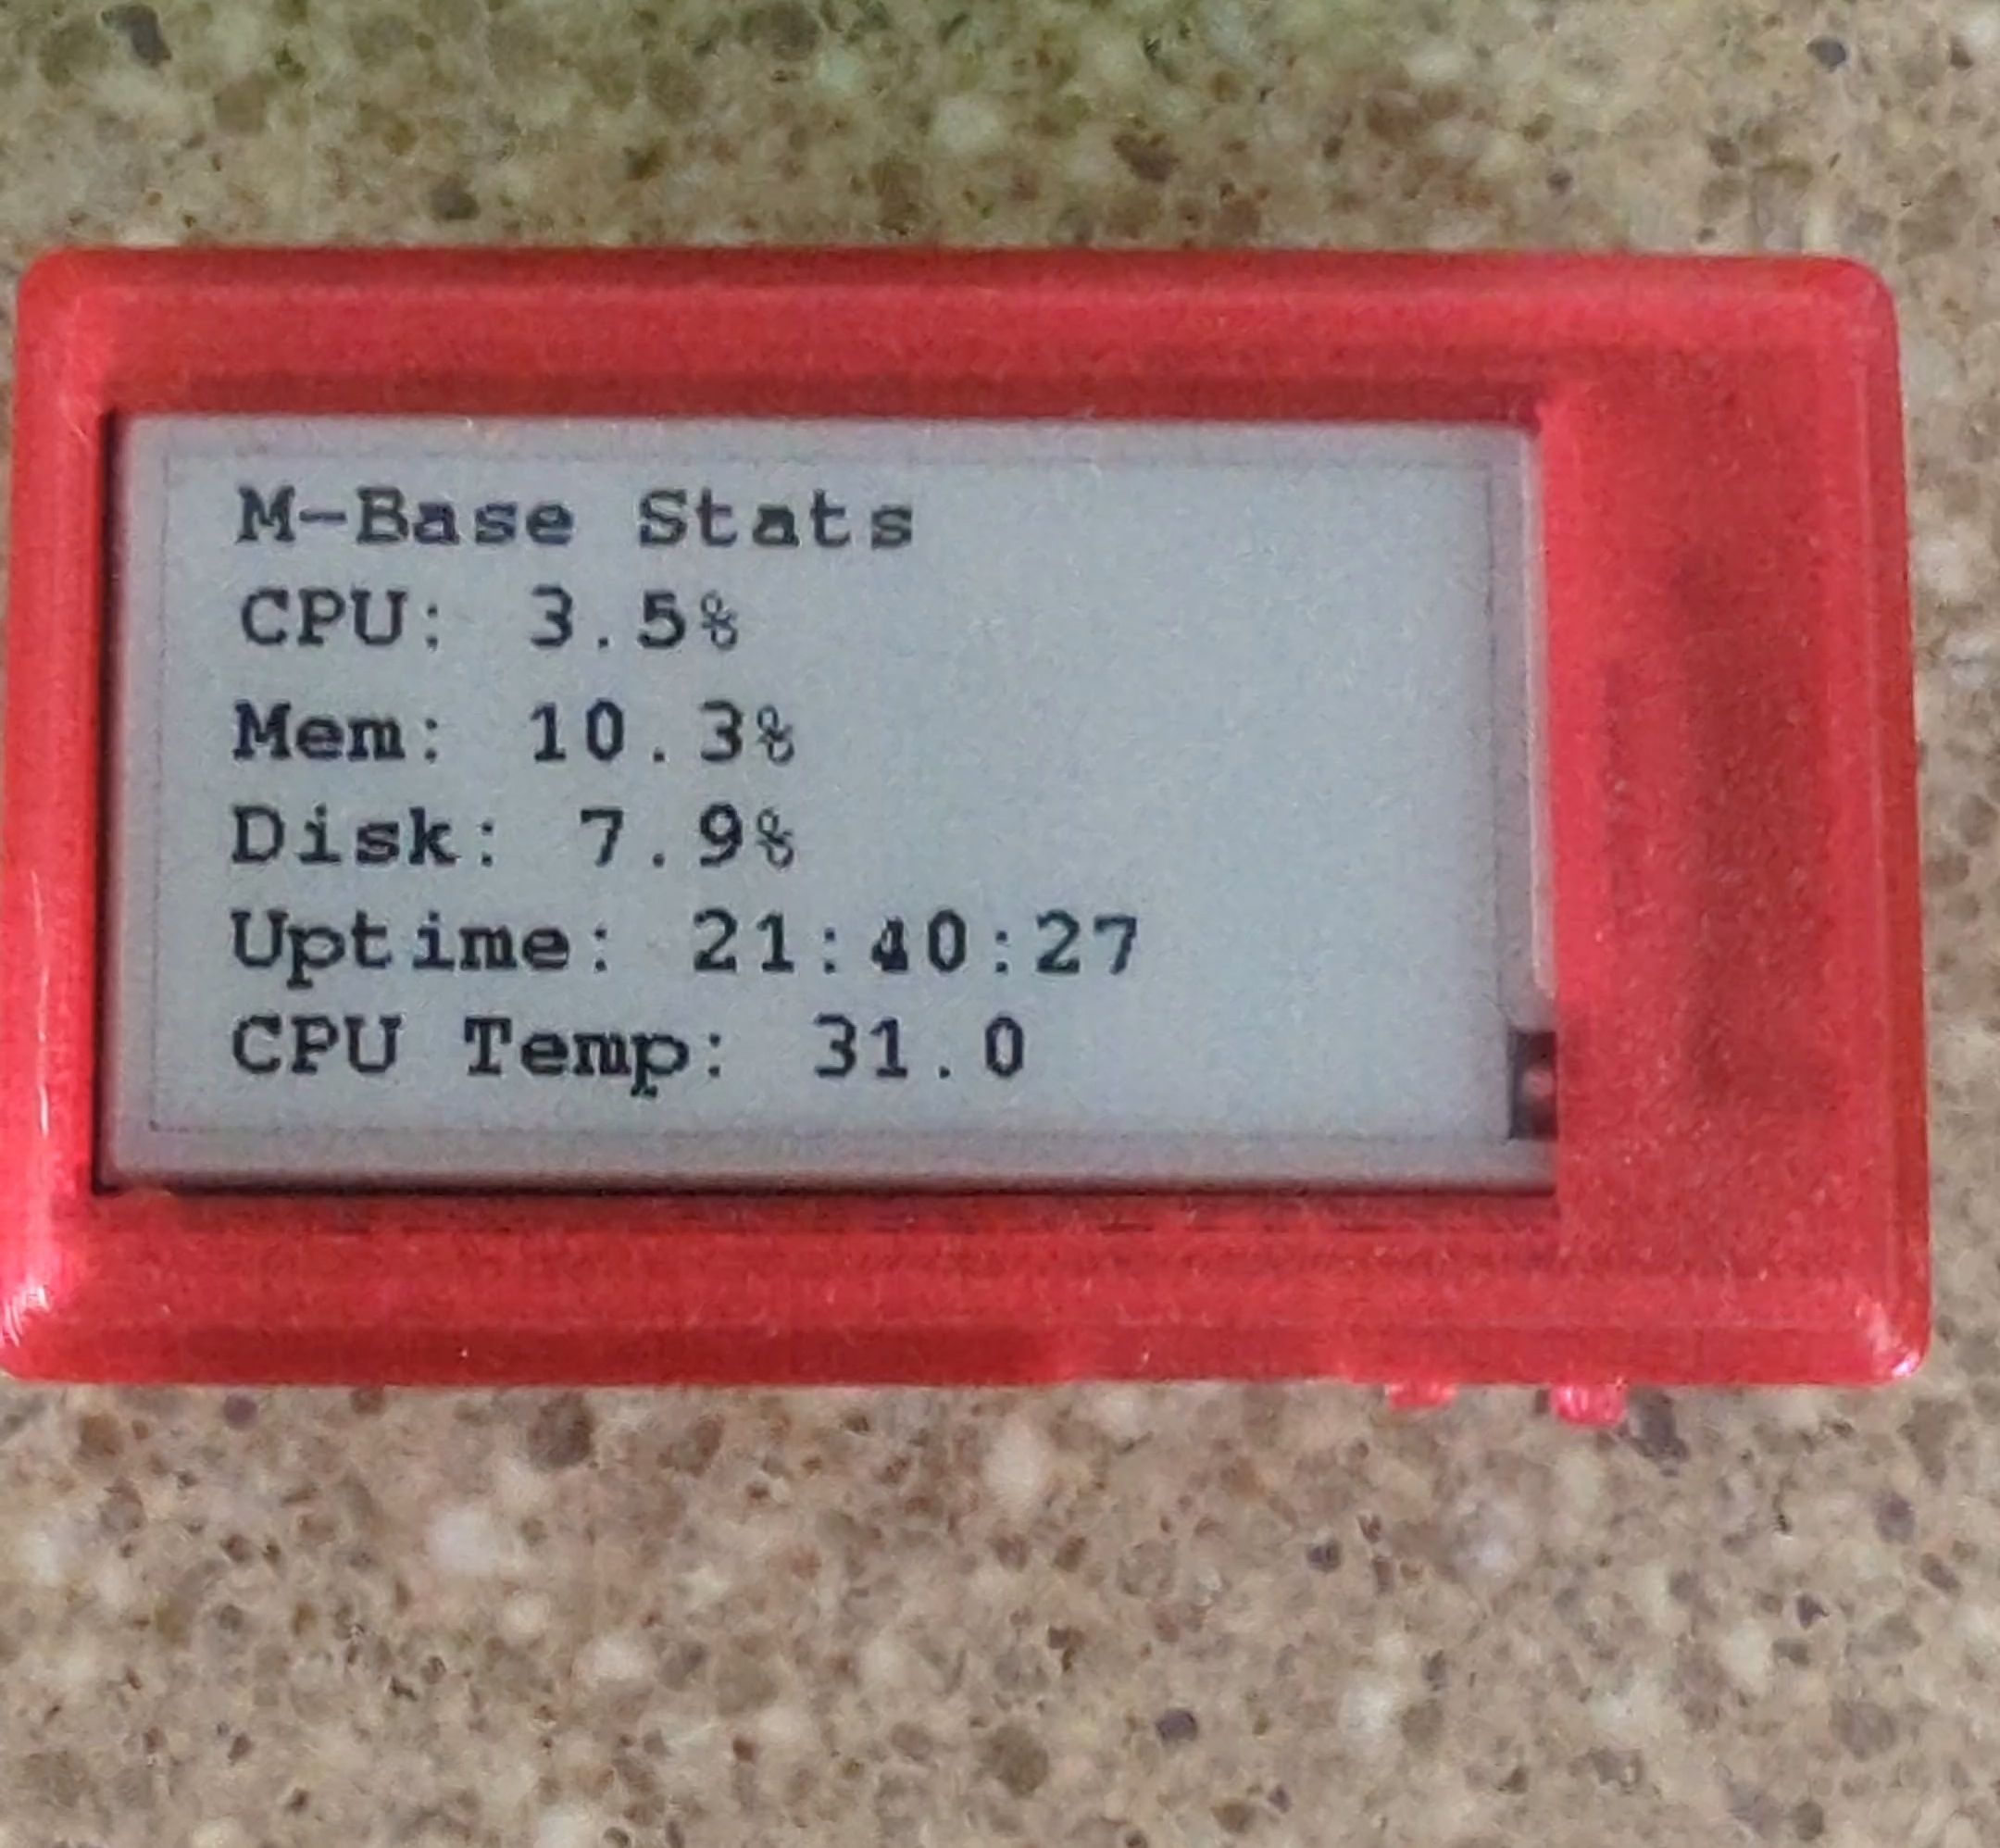 M-Base Stats
CPU: 3.5%
Mem: 10.3%
Disk: 7.9%
Uptime: 21:40:27
CPU Temp: 31.0